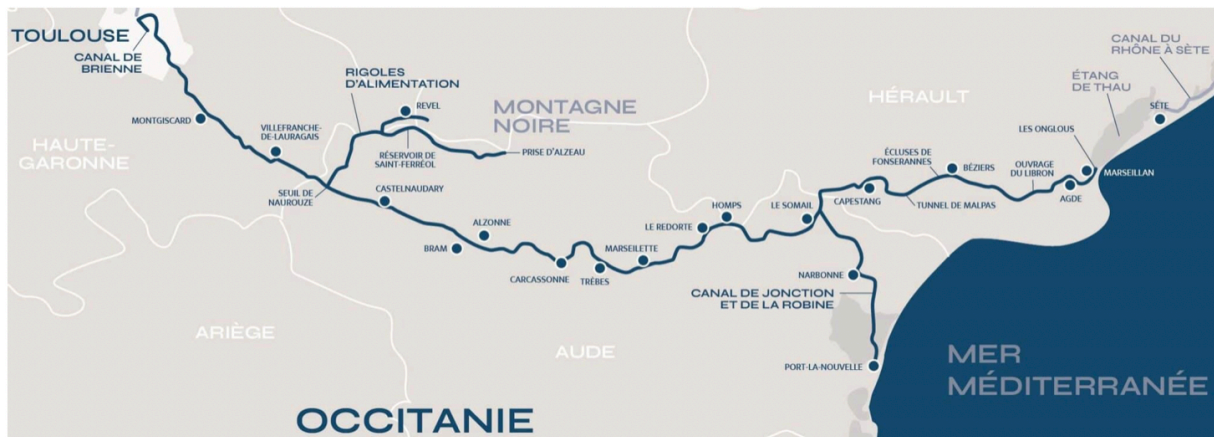 TOULOUSE
CANAL DE
BRIENNE
MONTGISCARD
HAUTE-
GARONNE
VILLEFRANCHE-
DE-LAURAGAIS
RIGOLES
D'ALIMENTATION
REVEL
MONTAGNE
NOIRE
RÉSERVOIR DE
SAINT-FERRÉOL
PRISE D'ALZEAU
SEUIL DE
NAUROUZE
CASTELNAUDARY
ALZONNE
BRAM
CARCASSONNE
TRÈBES
MARSEILETTE
LE REDORTE
HOMPS
LE SOMAIL
CAPESTANG
TUNNEL DE MALPAS
ÉCLUSES DE
FONSERANNES
BÉZIERS
OUVRAGE
DU LIBRON
AGDE
LES ONGLOUS
MARSEILLAN
HÉRAULT
ÉTANG
DE THAU
SÈTE
CANAL DU
RHÔNE À SÈTE
NARBONNE
CANAL DE JONCTION
ET DE LA ROBINE
PORT-LA-NOUVELLE
ARIÈGE
AUDE
MER
MÉDITERRANÉE
OCCITANIE